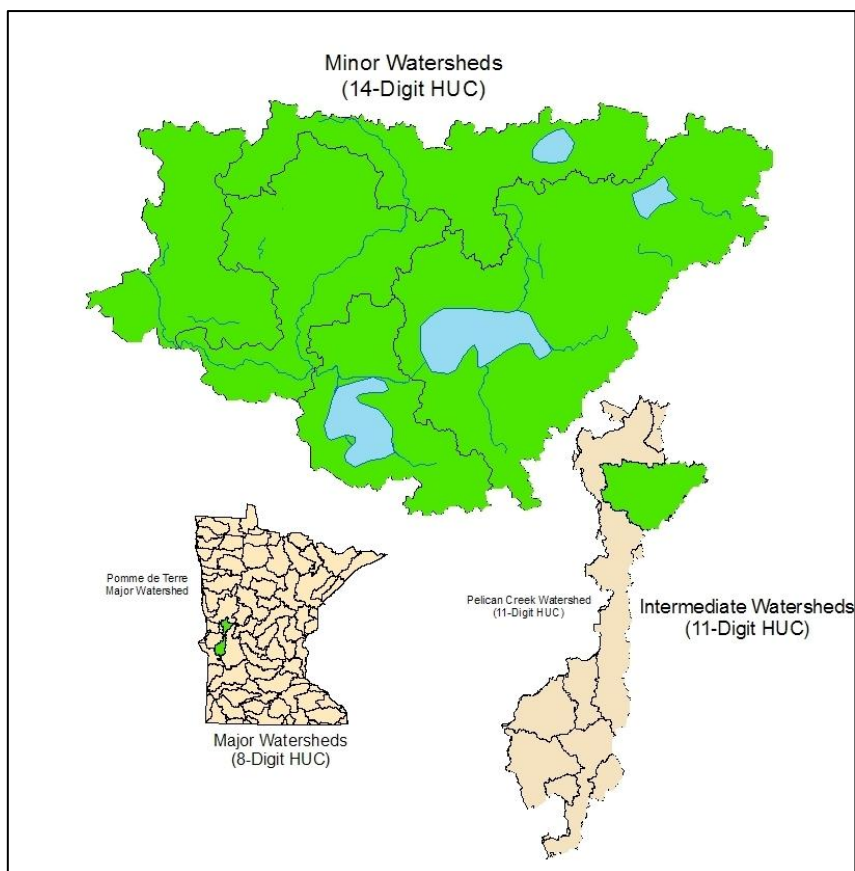 Minor Watersheds
(14-Digit HUC)
Pomme de Terre
Major Watershed
Major Watersheds
(8-Digit HUC)
Pelican Creek Watershed
(11-Digit HUC)
Intermediate Watersheds
(11-Digit HUC)